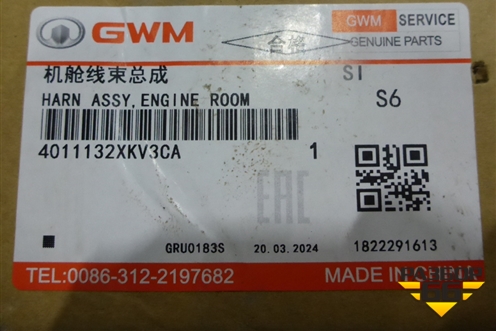 GWM GWM SERVICE
合格 GENUINE PARTS
机舱线束总成 SI
HARN ASSY,ENGINE ROOM S6
4011132XKV3CA 1
EAC
GRU0183S 20.03.2024 1822291613
TEL:0086-312-2197682 MADE IN CHINA